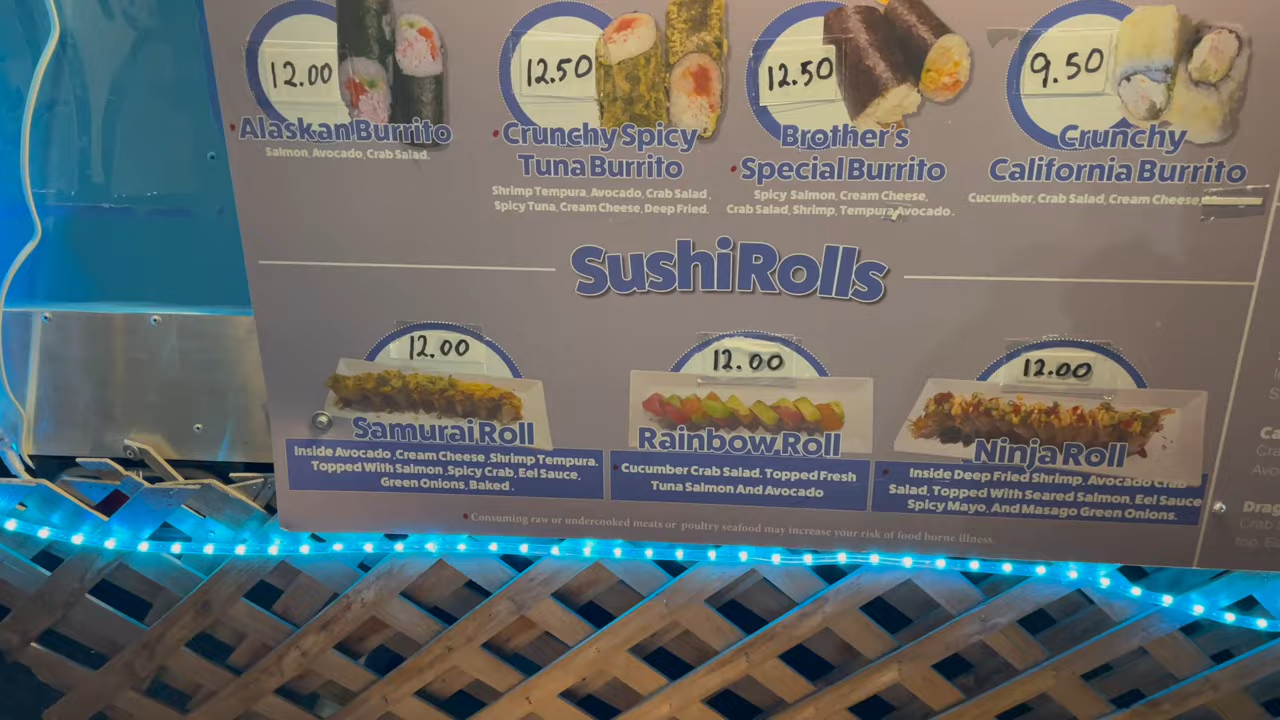 12.00
12.50
12.50
9.50
• Alaskan Burrito
Salmon, Avocado, Crab Salad.
• Crunchy Spicy
Tuna Burrito
Shrimp Tempura, Avocado, Crab Salad,
Spicy Tuna, Cream Cheese, Deep Fried.
Brother's
• Special Burrito
Spicy Salmon, Cream Cheese,
Crab Salad, Shrimp, Tempura Avocado.
Crunchy
California Burrito
Cucumber, Crab Salad, Cream Cheese,
Sushi Rolls
12.00
12.00
12.00
Samurai Roll
Inside Avocado ,Cream Cheese ,Shrimp Tempura.
Topped With Salmon ,Spicy Crab, Eel Sauce,
Green Onions, Baked .
Rainbow Roll
• Cucumber Crab Salad. Topped Fresh
Tuna Salmon And Avocado
Ninja Roll
• Inside Deep Fried Shrimp, Avocado Crab
Salad, Topped With Seared Salmon, Eel Sauce
Spicy Mayo, And Masago Green Onions.
• Consuming raw or undercooked meats or poultry seafood may increase your risk of food borne illness.